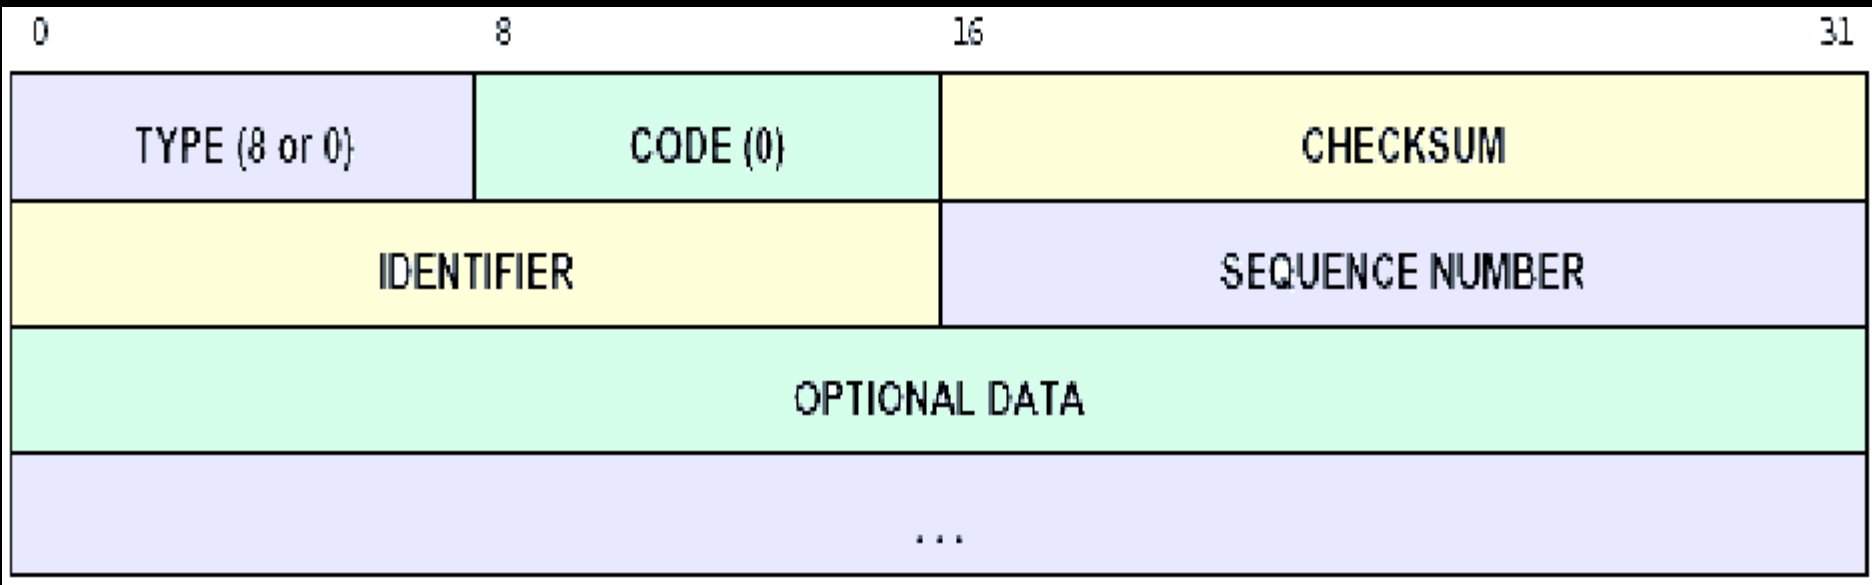 0 8 16 31
TYPE (8 or 0) CODE (0) CHECKSUM
IDENTIFIER SEQUENCE NUMBER
OPTIONAL DATA
...